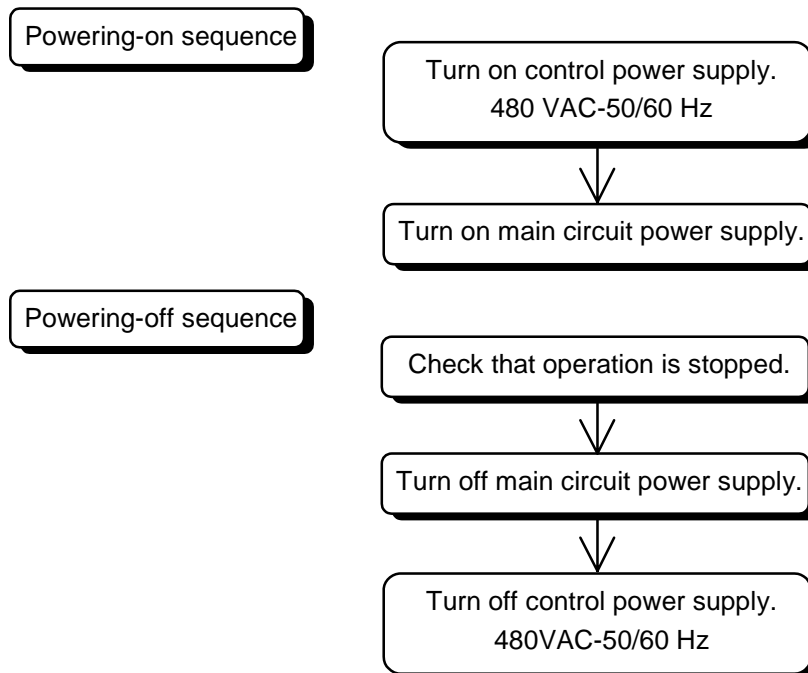 Powering-on sequence
Turn on control power supply.
480 VAC-50/60 Hz
Turn on main circuit power supply.
Powering-off sequence
Check that operation is stopped.
Turn off main circuit power supply.
Turn off control power supply.
480VAC-50/60 Hz